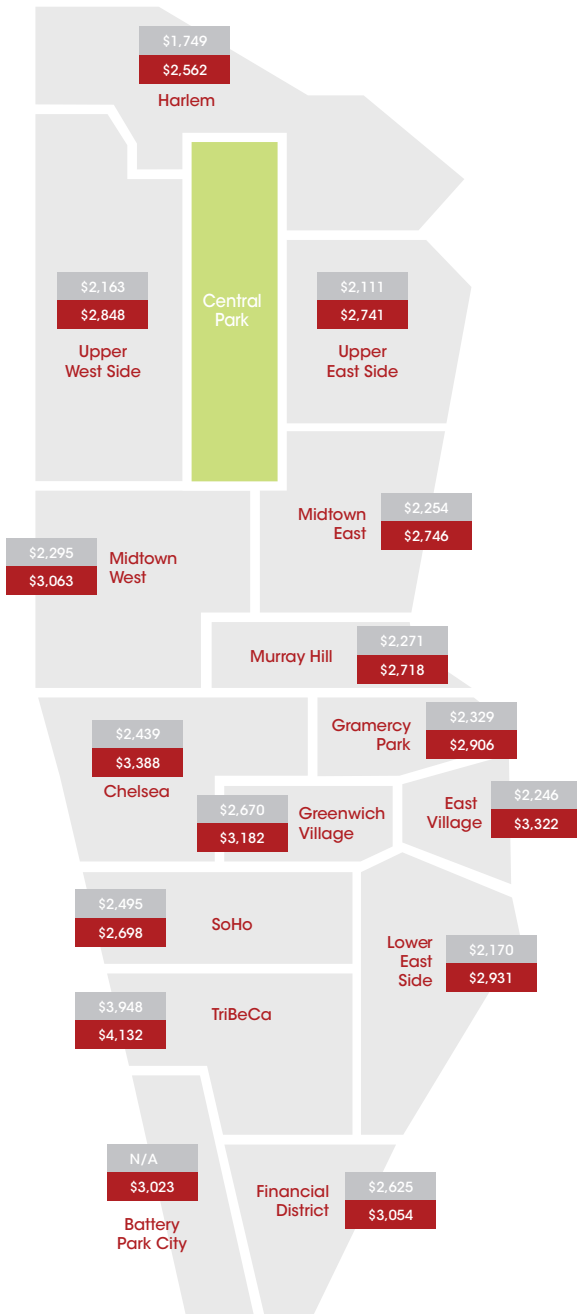 $1,749
$2,562
Harlem
$2,163
$2,848
Upper
West Side
Central
Park
$2,111
$2,741
Upper
East Side
Midtown
East
$2,254
$2,746
$2,295
$3,063
Midtown
West
Murray Hill
$2,271
$2,718
$2,439
$3,388
Chelsea
Gramercy
Park
$2,329
$2,906
$2,670
$3,182
Greenwich
Village
East
Village
$2,246
$3,322
$2,495
$2,698
SoHo
Lower
East
Side
$2,170
$2,931
$3,948
$4,132
TriBeCa
N/A
$3,023
Battery
Park City
Financial
District
$2,625
$3,054